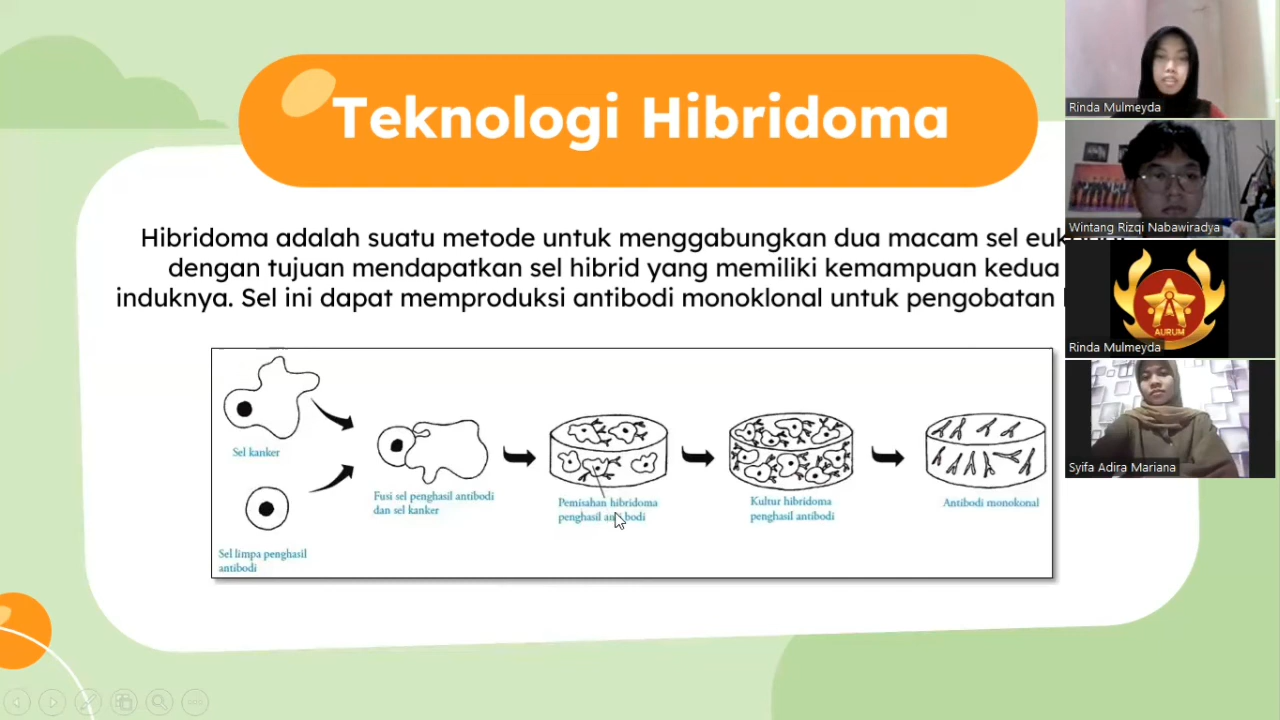 Teknologi Hibridoma
Hibridoma adalah suatu metode untuk menggabungkan dua macam sel
dengan tujuan mendapatkan sel hibrid yang memiliki kemampuan kedua
induknya. Sel ini dapat memproduksi antibodi monoklonal untuk pengobatan
Sel kanker
Sel limpa penghasil
antibodi
Fusi sel penghasil antibodi
dan sel kanker
Pemisahan hibridoma
penghasil antibodi
Kultur hibridoma
penghasil antibodi
Antibodi monokonal
Rinda Mulmeyda
Wintang Rizqi Nabawiradya
AURUM
Rinda Mulmeyda
Syifa Adira Mariana